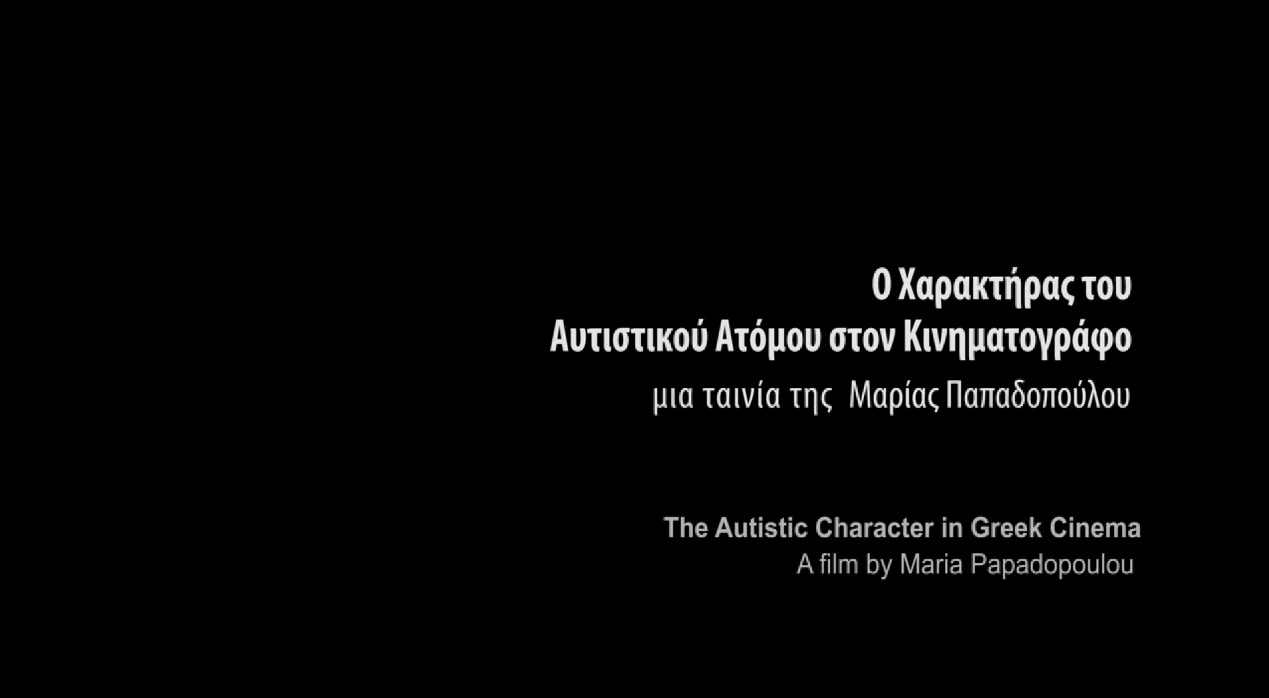 Ο Χαρακτήρας του
Αυτιστικού Ατόμου στον Κινηματογράφο
μια ταινία της Μαρίας Παπαδοπούλου
The Autistic Character in Greek Cinema
A film by Maria Papadopoulou